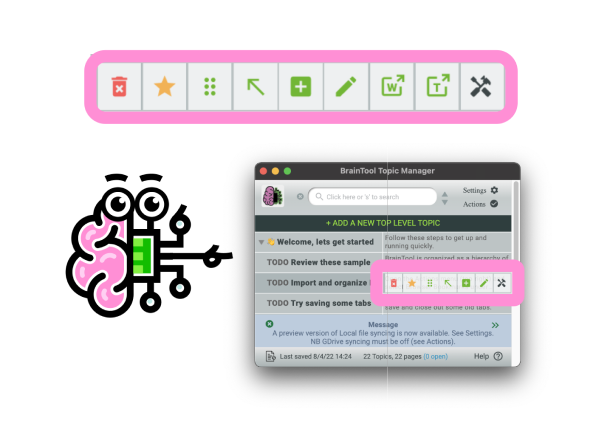 W
T
BrainTool Topic Manager
Settings
Click here or 's' to search
Actions
+ ADD A NEW TOP LEVEL TOPIC
Welcome, lets get started
Follow these steps to get up and running quickly.
TODO Review these sample
BrainTool is organized as a hierarchy of
TODO Import and organize
TODO Try saving some tabs
save and close out some old tabs.
Message
A preview version of Local file syncing is now available. See Settings.
NB GDrive syncing must be off (see Actions).
Last saved 8/4/22 14:24
22 Topics, 22 pages (0 open)
Help